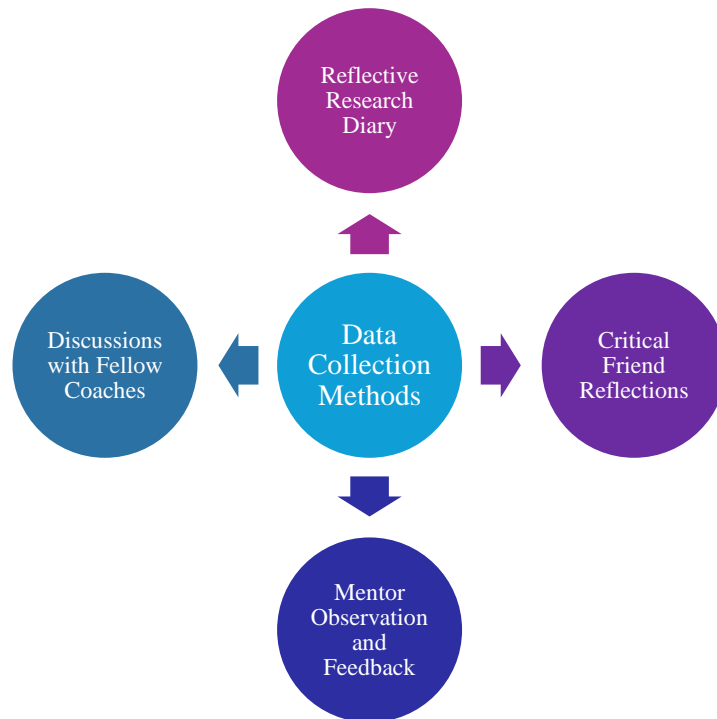 Reflective
Research
Diary
Discussions
with Fellow
Coaches
Data
Collection
Methods
Critical
Friend
Reflections
Mentor
Observation
and
Feedback